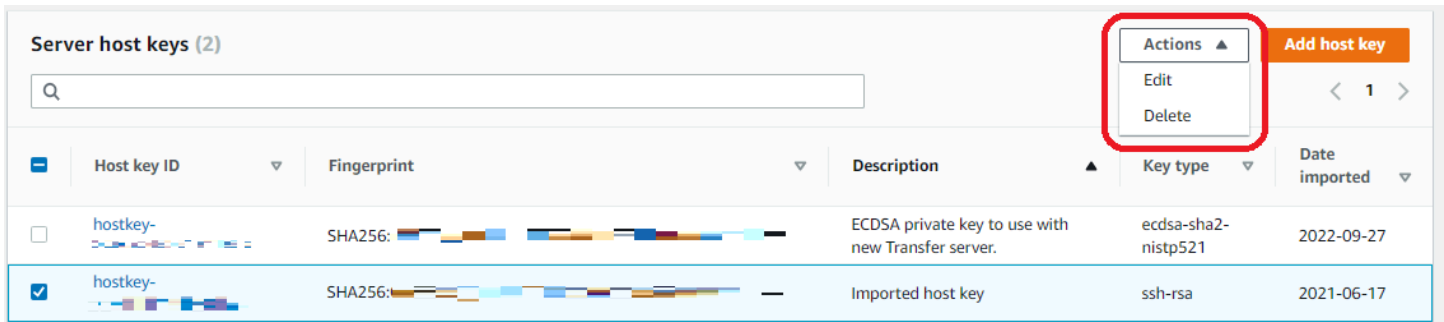 Server host keys (2)
Actions
Add host key
Edit
Delete
1
Host key ID
Fingerprint
Description
Key type
Date
imported
hostkey-
SHA256:
ECDSA private key to use with
new Transfer server.
ecdsa-sha2-
nistp521
2022-09-27
hostkey-
SHA256:
Imported host key
ssh-rsa
2021-06-17